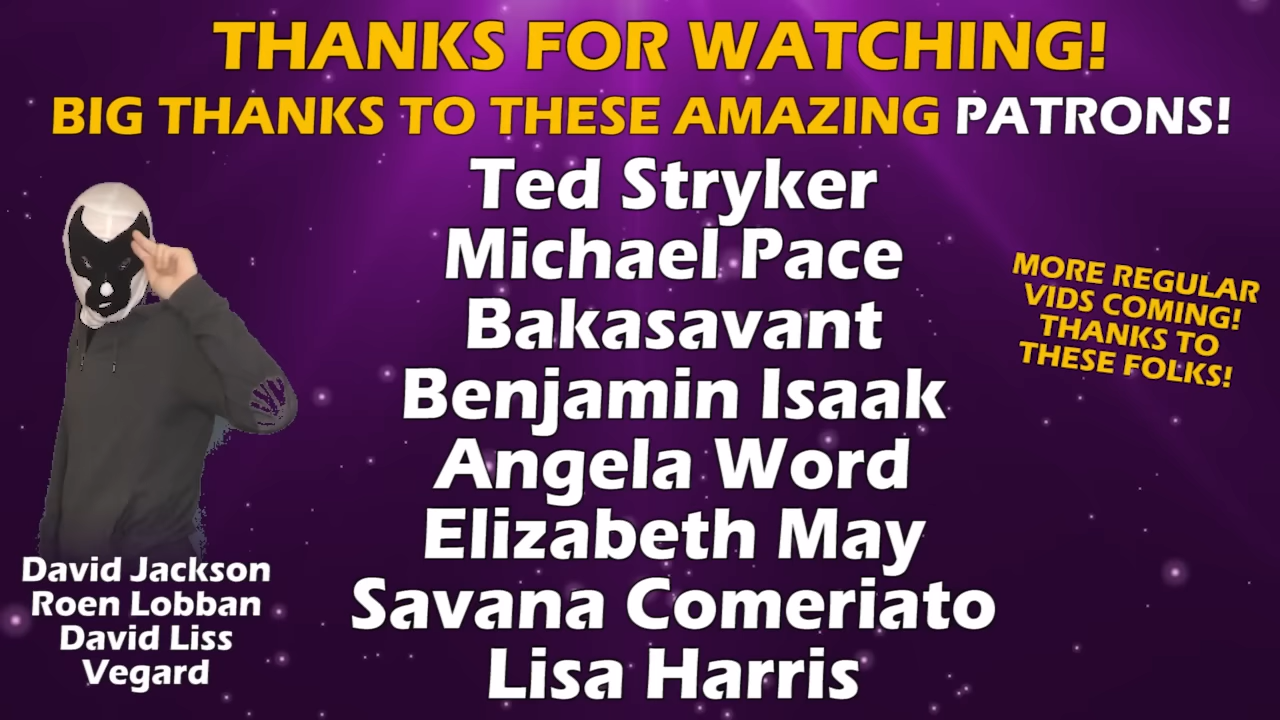 THANKS FOR WATCHING!
BIG THANKS TO THESE AMAZING PATRONS!
Ted Stryker
Michael Pace
Bakasavant
Benjamin Isaak
Angela Word
Elizabeth May
Savana Comeriato
Lisa Harris
MORE REGULAR
VIDS COMING!
THANKS TO
THESE FOLKS!
David Jackson
Roen Lobban
David Liss
Vegard